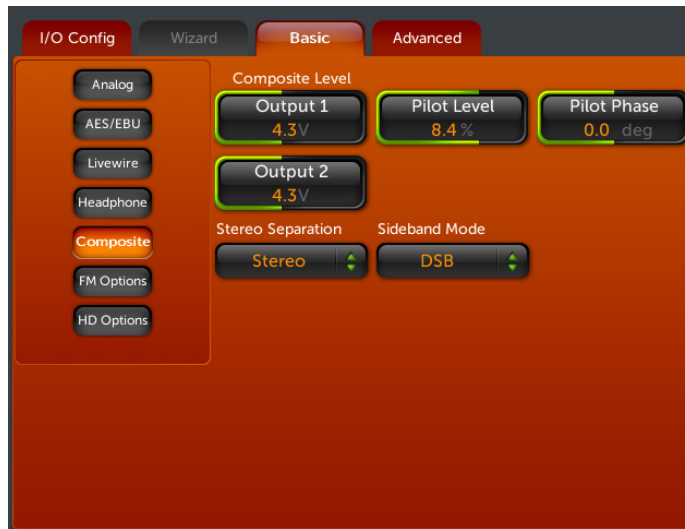 I/O Config
Wizard
Basic
Advanced
Analog
AES/EBU
Livewire
Headphone
Composite
FM Options
HD Options
Composite Level
Output 1
4.3V
Pilot Level
8.4 %
Pilot Phase
0.0 deg
Output 2
4.3V
Stereo Separation
Stereo
Sideband Mode
DSB